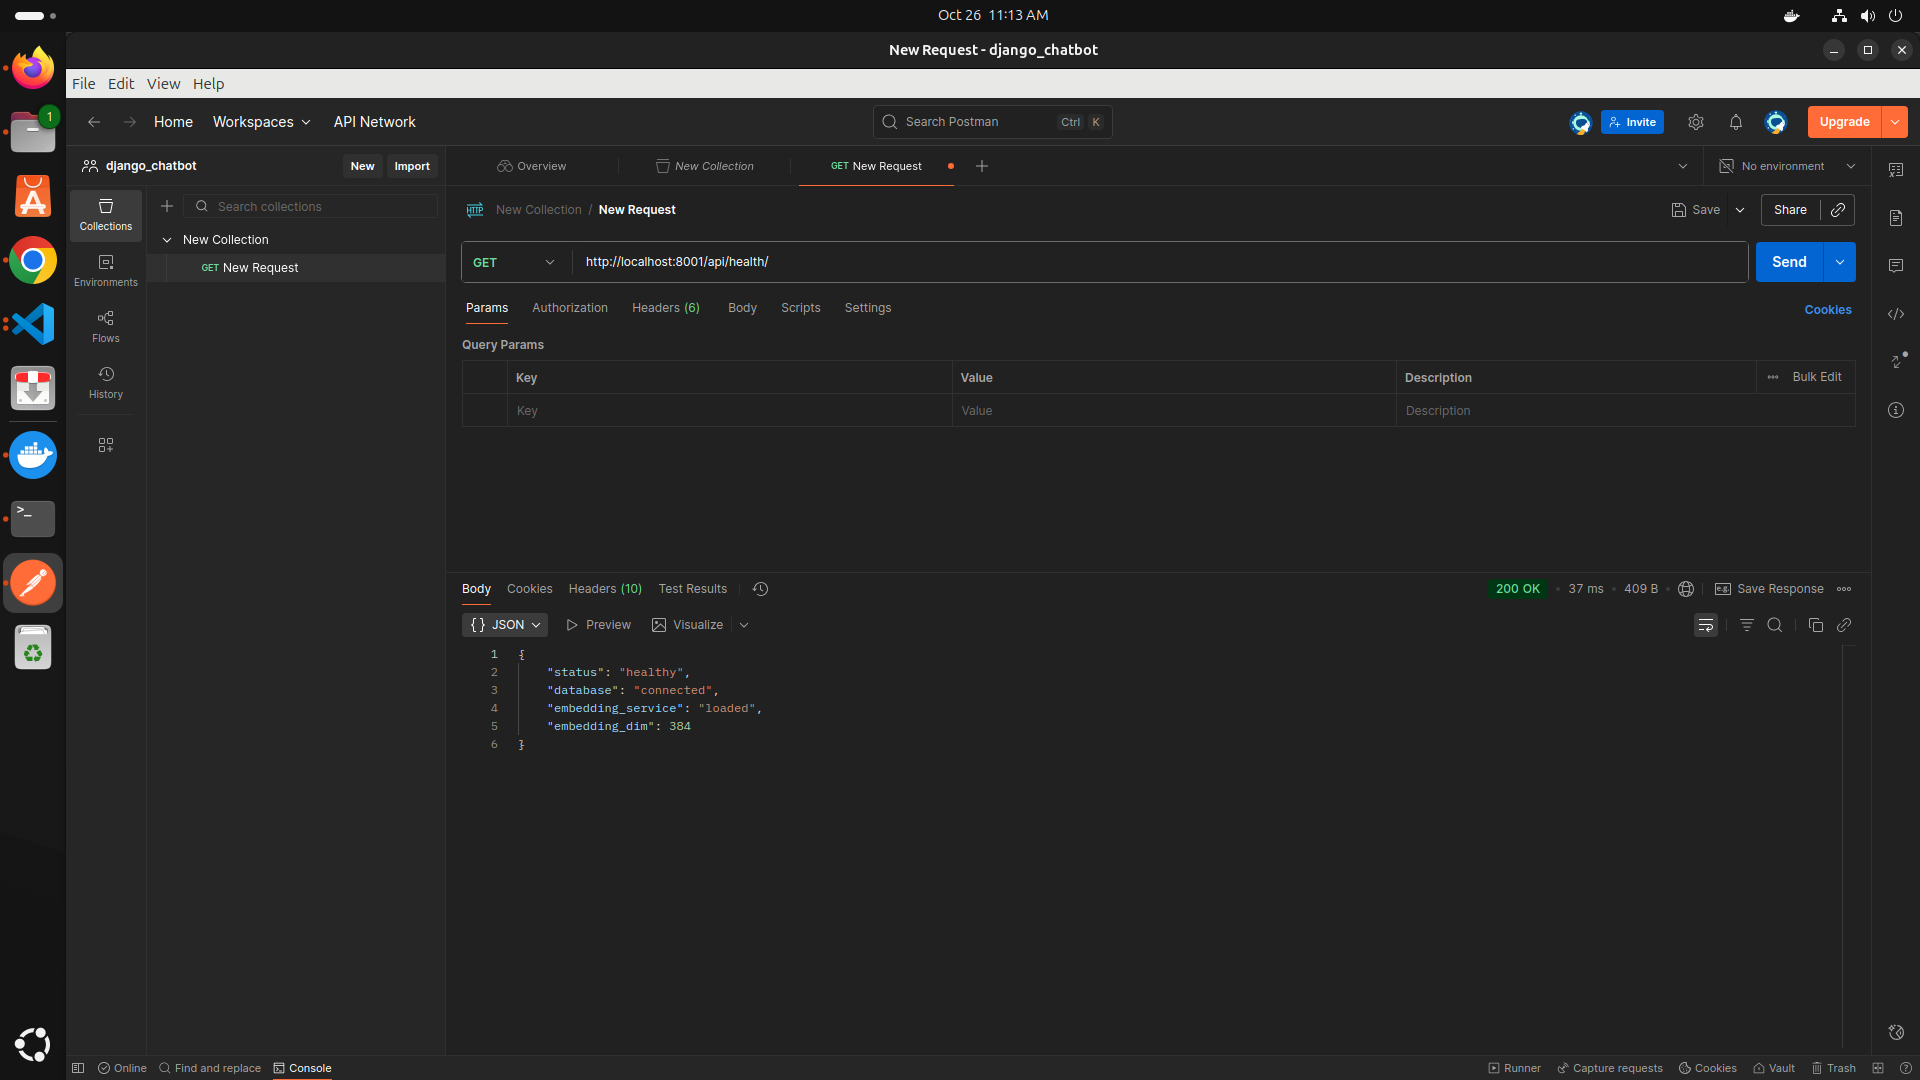 Oct 26 11:13 AM
New Request - django_chatbot
File Edit View Help
Home Workspaces API Network
Search Postman Ctrl K
Invite
Upgrade
1
django_chatbot
New Import
Overview
New Collection
GET New Request
No environment
Collections
Search collections
New Collection / New Request
Save
Share
New Collection
GET New Request
HTTP
GET http://localhost:8001/api/health/
Send
Environments
Flows
History
Params Authorization Headers (6) Body Scripts Settings
Cookies
Query Params
Key Value Description Bulk Edit
Key Value Description
Body Cookies Headers (10) Test Results
200 OK • 37 ms • 409 B • e.g. Save Response
{} JSON Preview Visualize
1 {
2 "status": "healthy",
3 "database": "connected",
4 "embedding_service": "loaded",
5 "embedding_dim": 384
6 }
Online Find and replace Console
Runner Capture requests Cookies Vault Trash